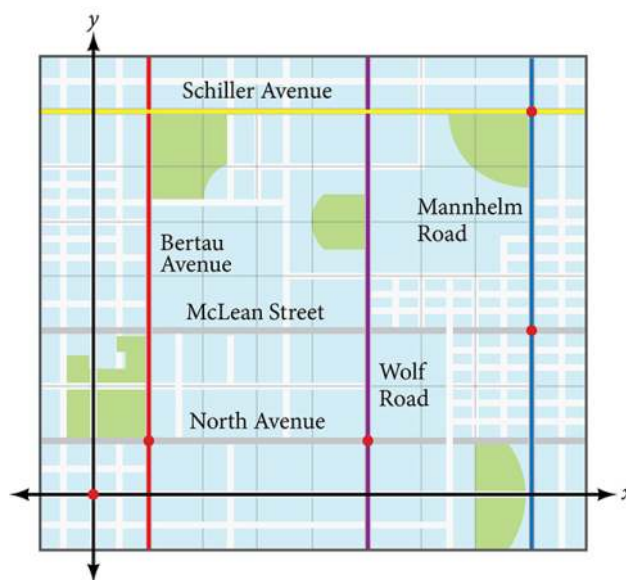 y
Schiller Avenue
Mannhelm
Road
Bertau
Avenue
McLean Street
Wolf
Road
North Avenue
x